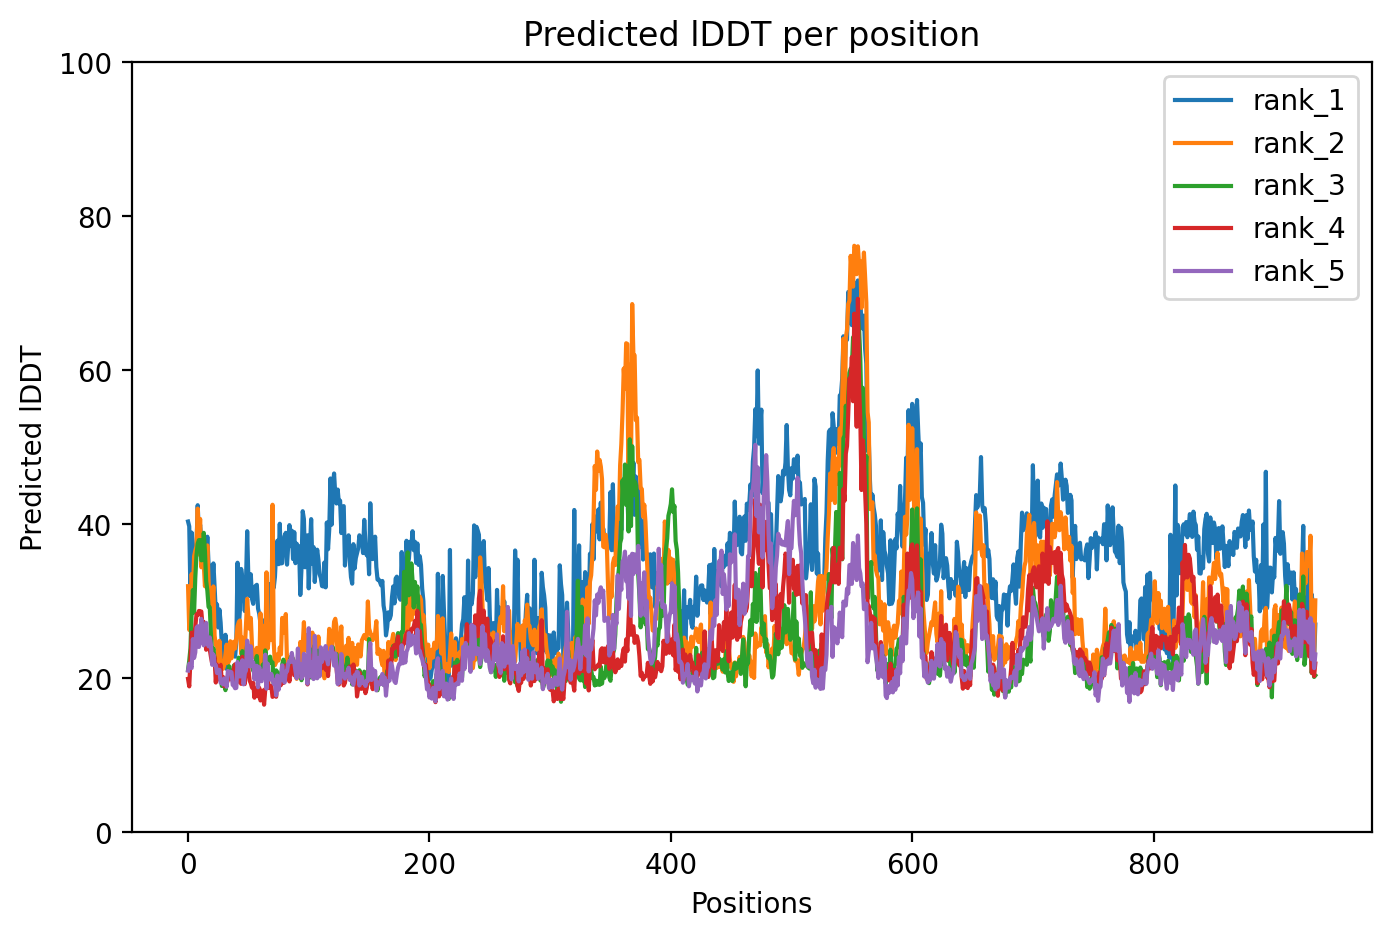 Predicted lDDT per position
100
80
60
40
20
0
Predicted lDDT
0 200 400 600 800
Positions
rank_1
rank_2
rank_3
rank_4
rank_5